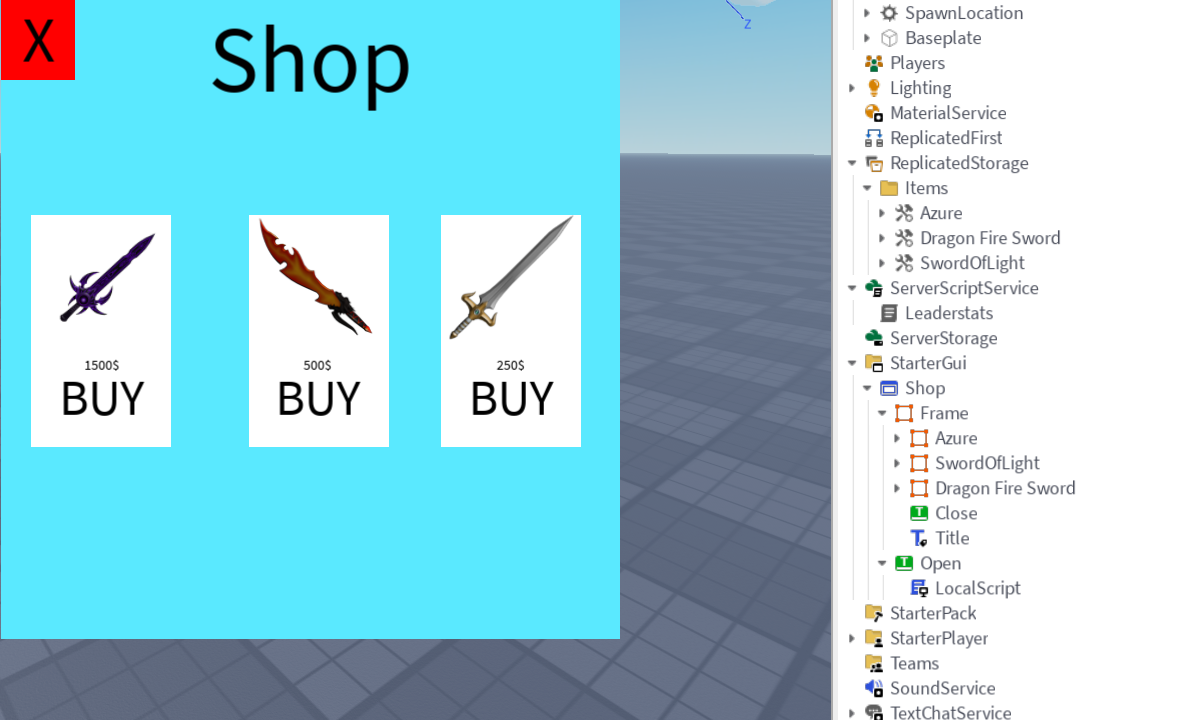 X
Shop
1500$
BUY
500$
BUY
250$
BUY
Z
SpawnLocation
Baseplate
Players
Lighting
MaterialService
ReplicatedFirst
ReplicatedStorage
Items
Azure
Dragon Fire Sword
SwordOfLight
ServerScriptService
Leaderstats
ServerStorage
StarterGui
Shop
Frame
Azure
SwordOfLight
Dragon Fire Sword
Close
Title
Open
LocalScript
StarterPack
StarterPlayer
Teams
SoundService
TextChatService